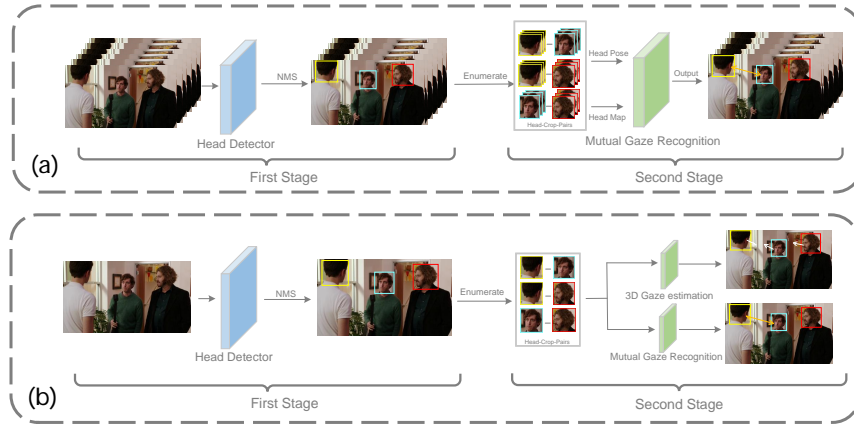 NMS
Head Detector
Enumerate
Head-Crop-Pairs
Head Pose
Head Map
Mutual Gaze Recognition
Output
First Stage
Second Stage
(a)
NMS
Head Detector
Enumerate
Head-Crop-Pairs
3D Gaze estimation
Mutual Gaze Recognition
First Stage
Second Stage
(b)